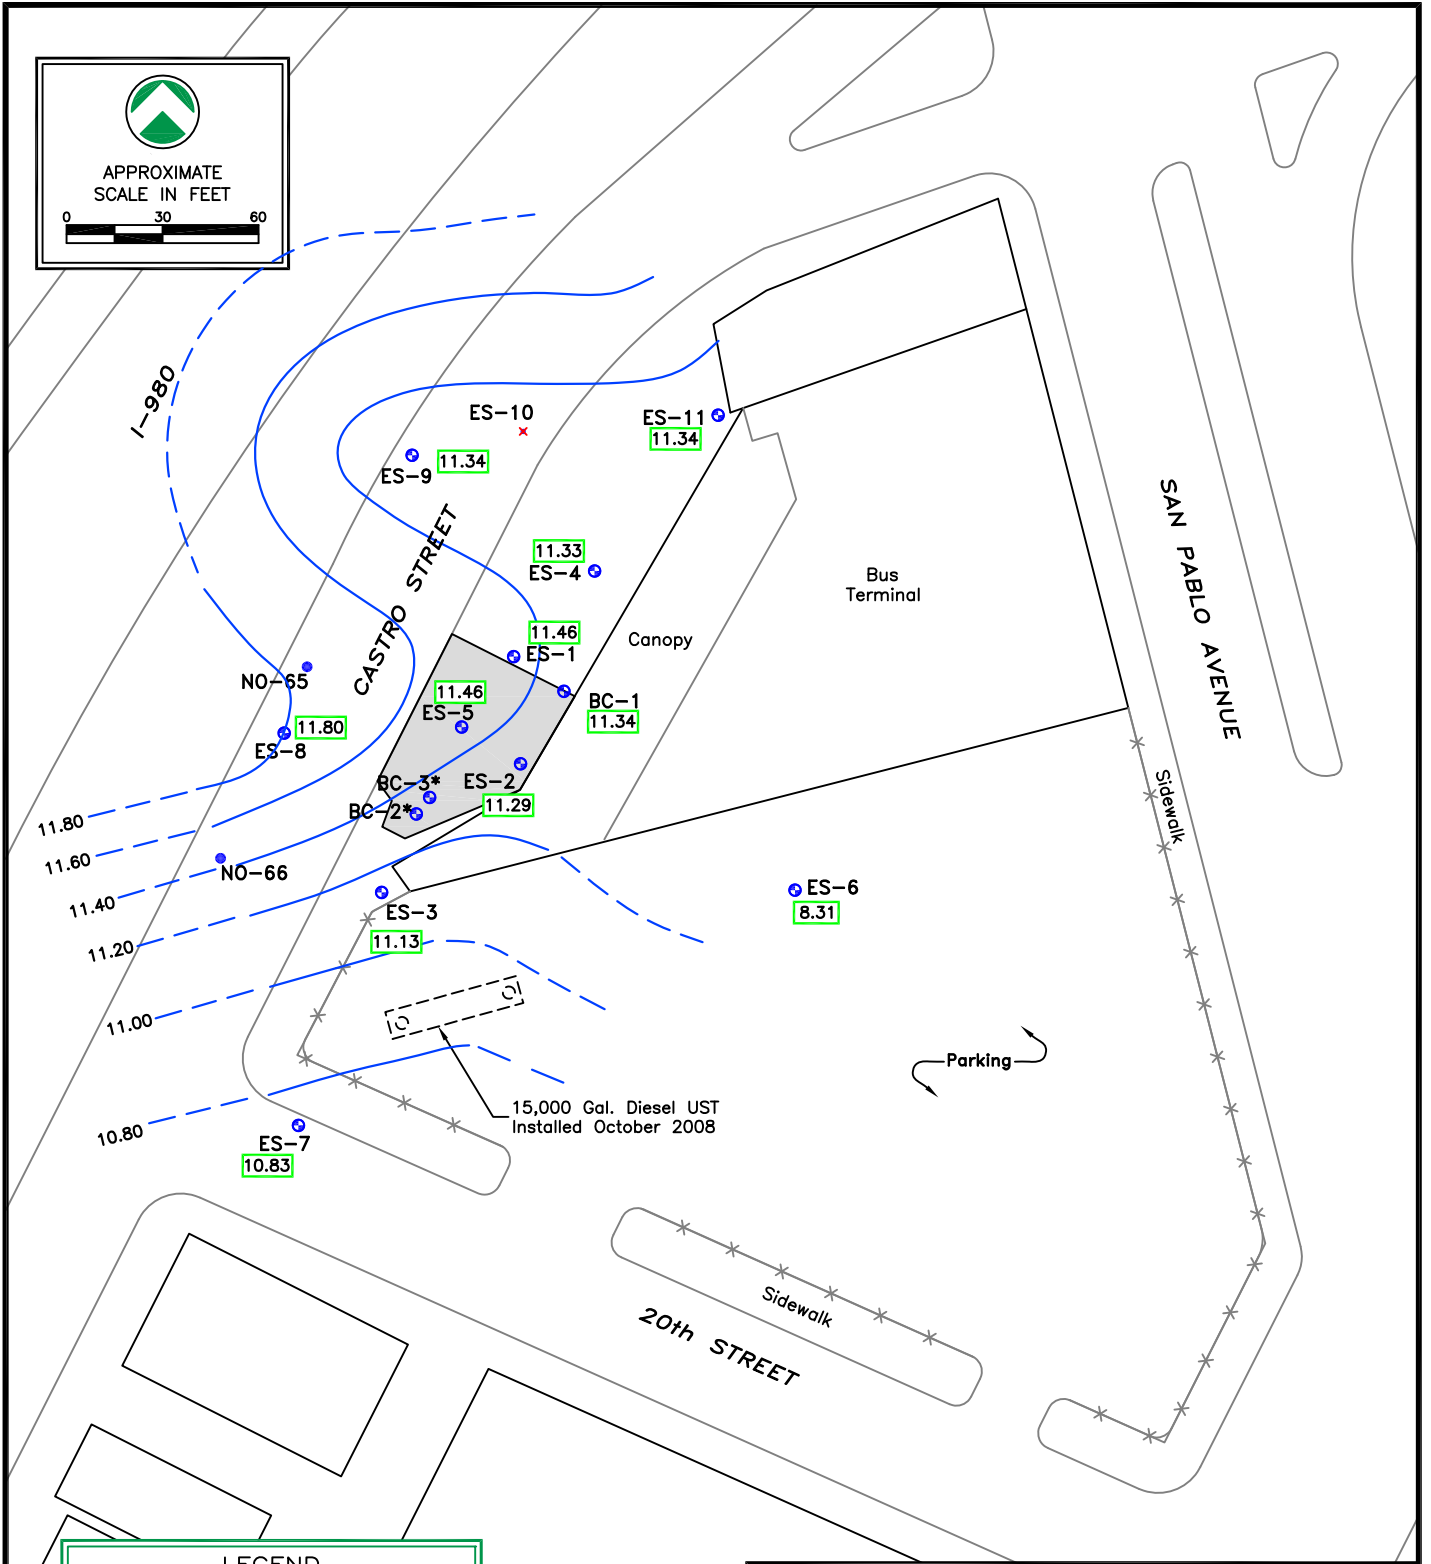 APPROXIMATE
SCALE IN FEET
0 30 60
I-980
ES-10
ES-11
11.34
11.34
ES-9
SAN PABLO AVENUE
CASTRO STREET
11.33
ES-4
Bus
Terminal
11.46
ES-1
Canopy
NO-65
11.46
ES-5
BC-1
11.34
11.80
ES-8
BC-3*
ES-2
BC-2*
11.29
Sidewalk
11.80
11.60
NO-66
11.40
ES-6
8.31
ES-3
11.20
11.13
11.00
Parking
15,000 Gal. Diesel UST
Installed October 2008
10.80
ES-7
10.83
Sidewalk
20th STREET
LEGEND